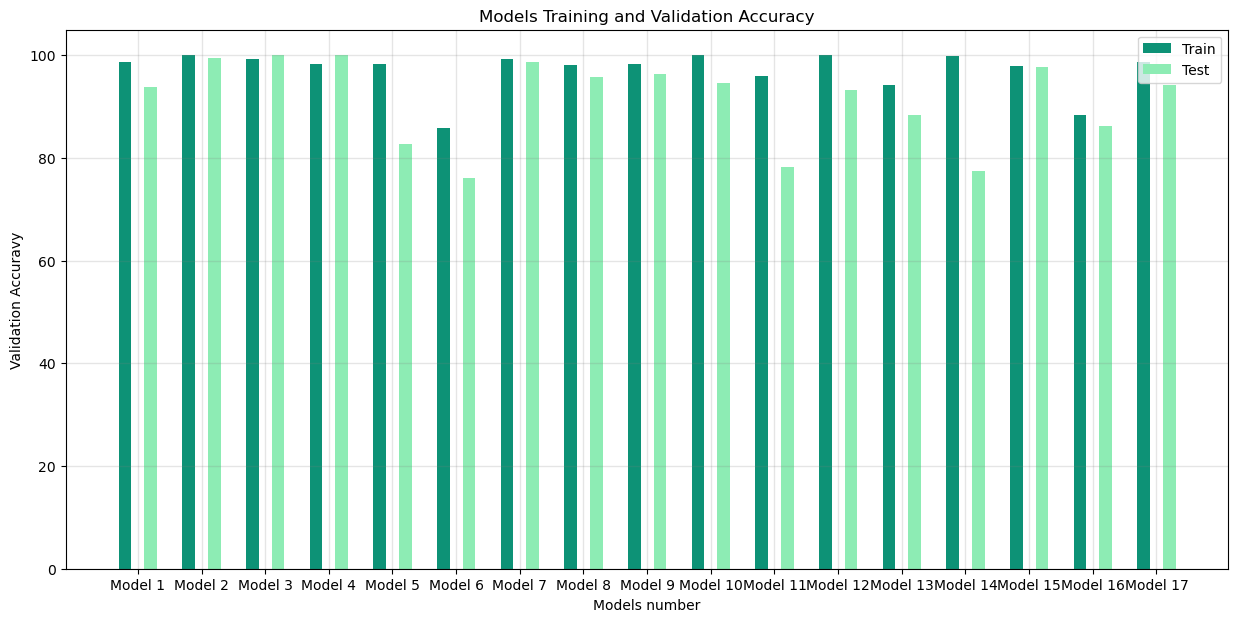 Models Training and Validation Accuracy
Train
Test
100
80
60
40
20
0
Validation Accuravy
Model 1 Model 2 Model 3 Model 4 Model 5 Model 6 Model 7 Model 8 Model 9 Model 10 Model 11 Model 12 Model 13 Model 14 Model 15 Model 16 Model 17
Models number